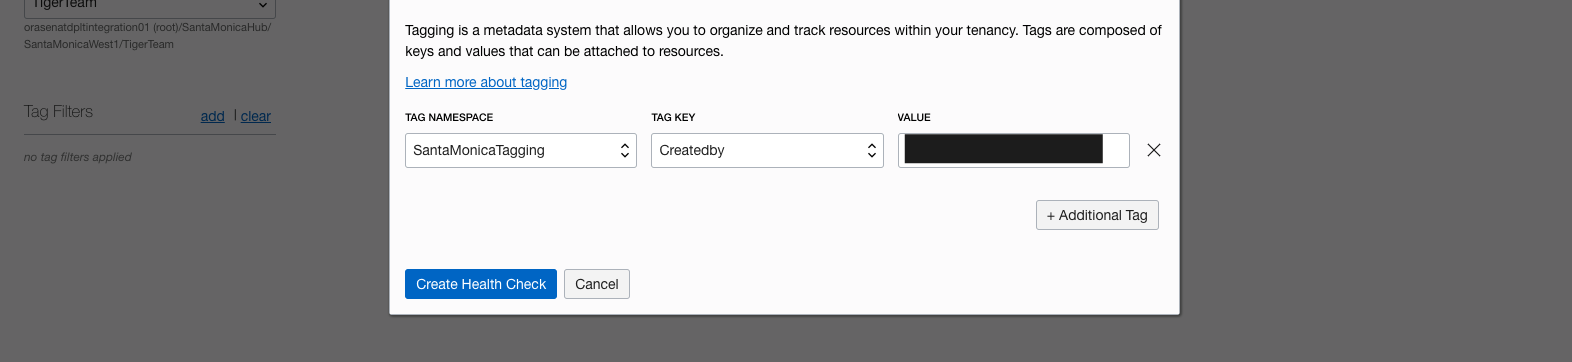 TigerTeam
orasenatdpltintegration01 (root)/SantaMonicaHub/
SantaMonicaWest1/TigerTeam
Tag Filters add | clear
no tag filters applied
Tagging is a metadata system that allows you to organize and track resources within your tenancy. Tags are composed of
keys and values that can be attached to resources.
Learn more about tagging
TAG NAMESPACE TAG KEY VALUE
SantaMonicaTagging Createdby
+ Additional Tag
Create Health Check Cancel